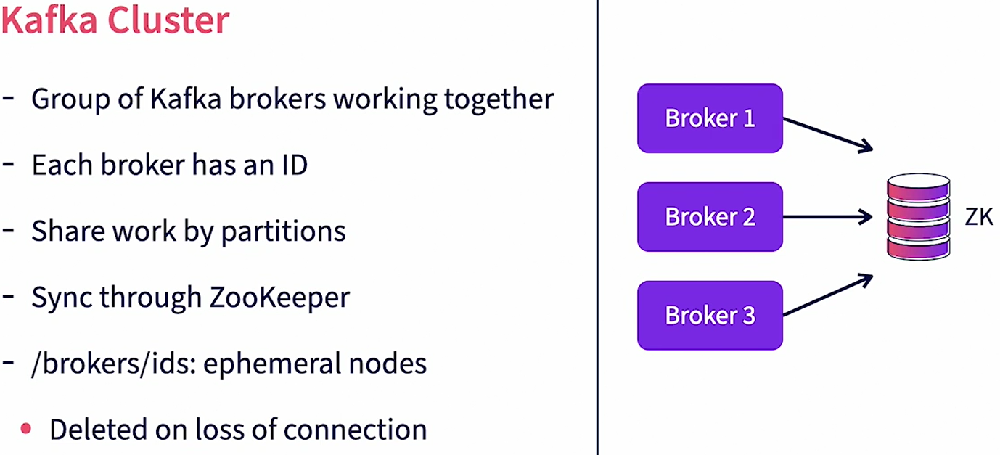 Kafka Cluster
- Group of Kafka brokers working together
- Each broker has an ID
- Share work by partitions
- Sync through ZooKeeper
- /brokers/ids: ephemeral nodes
• Deleted on loss of connection
Broker 1
Broker 2
Broker 3
ZK